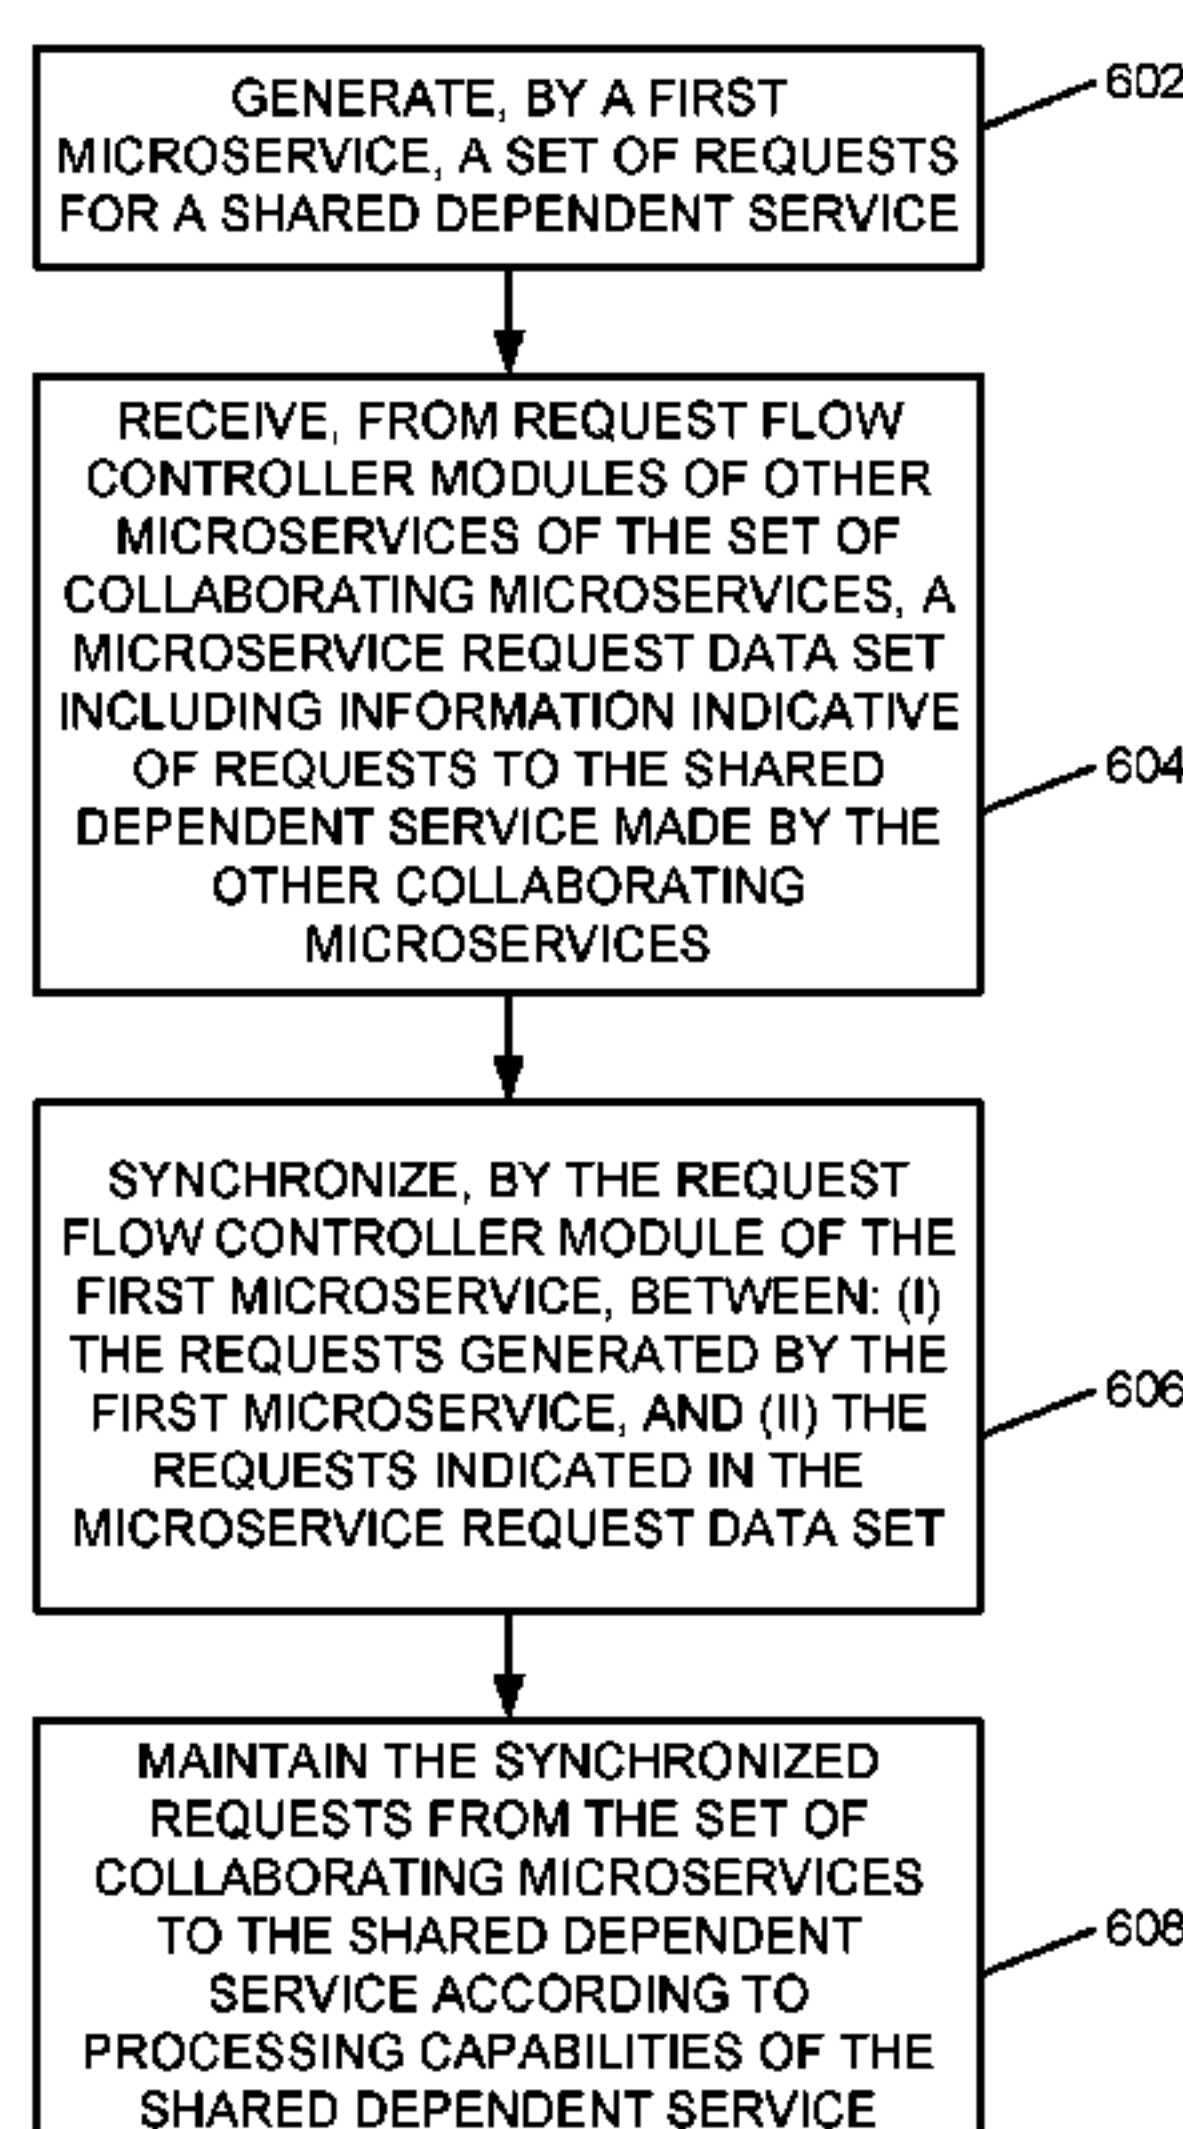 GENERATE, BY A FIRST
MICROSERVICE, A SET OF REQUESTS
FOR A SHARED DEPENDENT SERVICE
602
RECEIVE, FROM REQUEST FLOW
CONTROLLER MODULES OF OTHER
MICROSERVICES OF THE SET OF
COLLABORATING MICROSERVICES, A
MICROSERVICE REQUEST DATA SET
INCLUDING INFORMATION INDICATIVE
OF REQUESTS TO THE SHARED
DEPENDENT SERVICE MADE BY THE
OTHER COLLABORATING
MICROSERVICES
604
SYNCHRONIZE, BY THE REQUEST
FLOW CONTROLLER MODULE OF THE
FIRST MICROSERVICE, BETWEEN: (I)
THE REQUESTS GENERATED BY THE
FIRST MICROSERVICE, AND (II) THE
REQUESTS INDICATED IN THE
MICROSERVICE REQUEST DATA SET
606
MAINTAIN THE SYNCHRONIZED
REQUESTS FROM THE SET OF
COLLABORATING MICROSERVICES
TO THE SHARED DEPENDENT
SERVICE ACCORDING TO
PROCESSING CAPABILITIES OF THE
SHARED DEPENDENT SERVICE
608